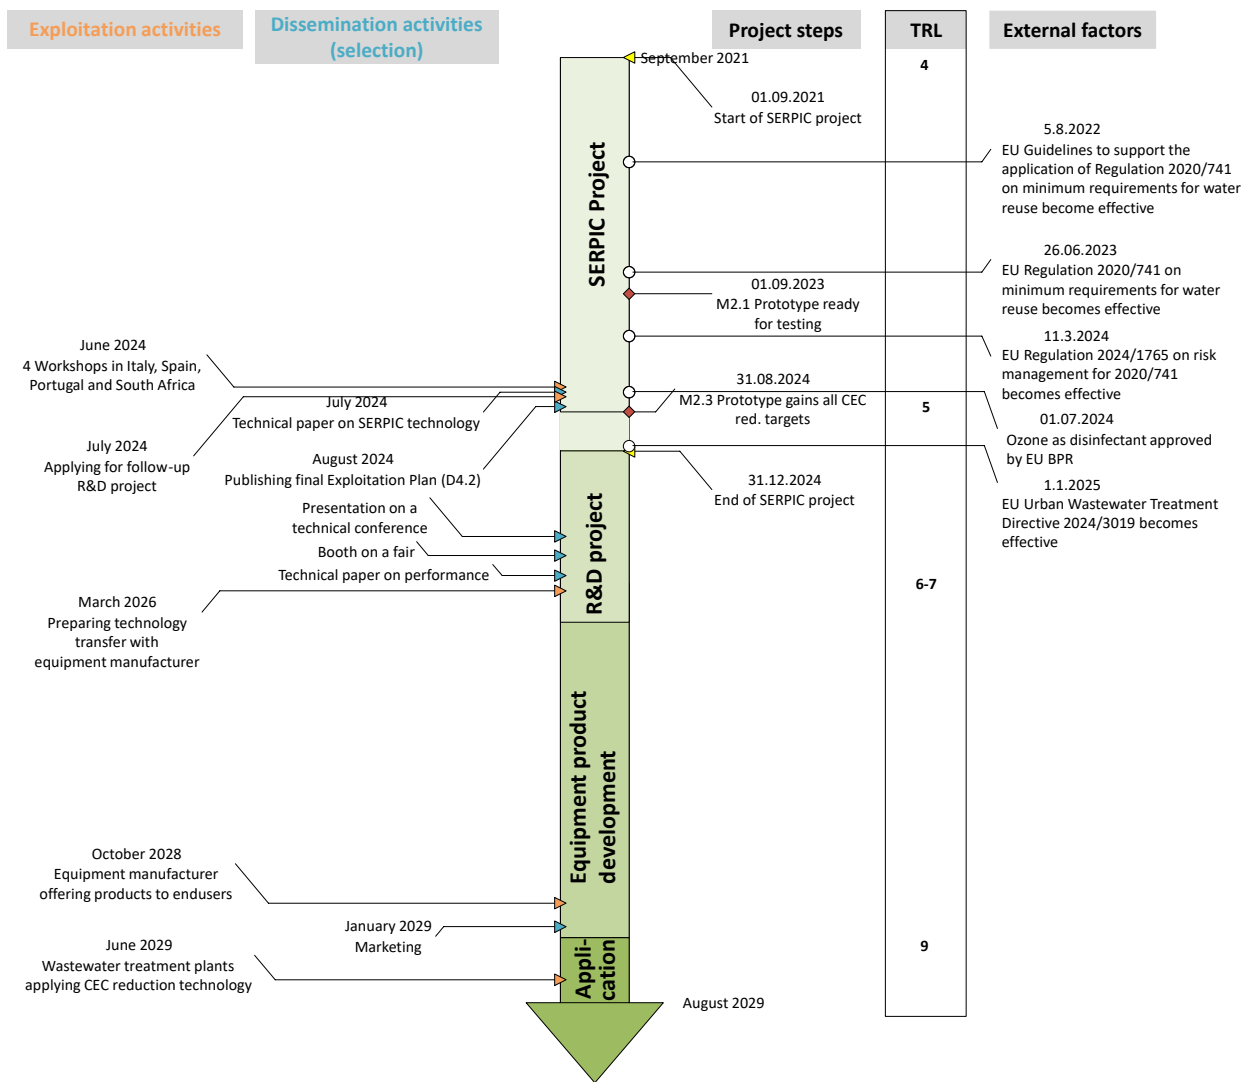 Exploitation activities
Dissemination activities
(selection)
Project steps
TRL
External factors
September 2021
4
01.09.2021
Start of SERPIC project
5.8.2022
EU Guidelines to support the
application of Regulation 2020/741
on minimum requirements for water
reuse become effective
SERPIC Project
26.06.2023
EU Regulation 2020/741 on
minimum requirements for water
reuse becomes effective
01.09.2023
M2.1 Prototype ready
for testing
11.3.2024
EU Regulation 2024/1765 on risk
management for 2020/741
becomes effective
June 2024
4 Workshops in Italy, Spain,
Portugal and South Africa
31.08.2024
M2.3 Prototype gains all CEC
red. targets
5
July 2024
Technical paper on SERPIC technology
01.07.2024
Ozone as disinfectant approved
by EU BPR
July 2024
Applying for follow-up
R&D project
August 2024
Publishing final Exploitation Plan (D4.2)
31.12.2024
End of SERPIC project
1.1.2025
EU Urban Wastewater Treatment
Directive 2024/3019 becomes
effective
Presentation on a
technical conference
Booth on a fair
Technical paper on performance
R&D project
6-7
March 2026
Preparing technology
transfer with
equipment manufacturer
Equipment product
development
October 2028
Equipment manufacturer
offering products to endusers
January 2029
Marketing
June 2029
Wastewater treatment plants
applying CEC reduction technology
Appli-
cation
9
August 2029